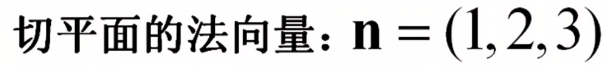 切平面的法向量：n = (1,2,3)